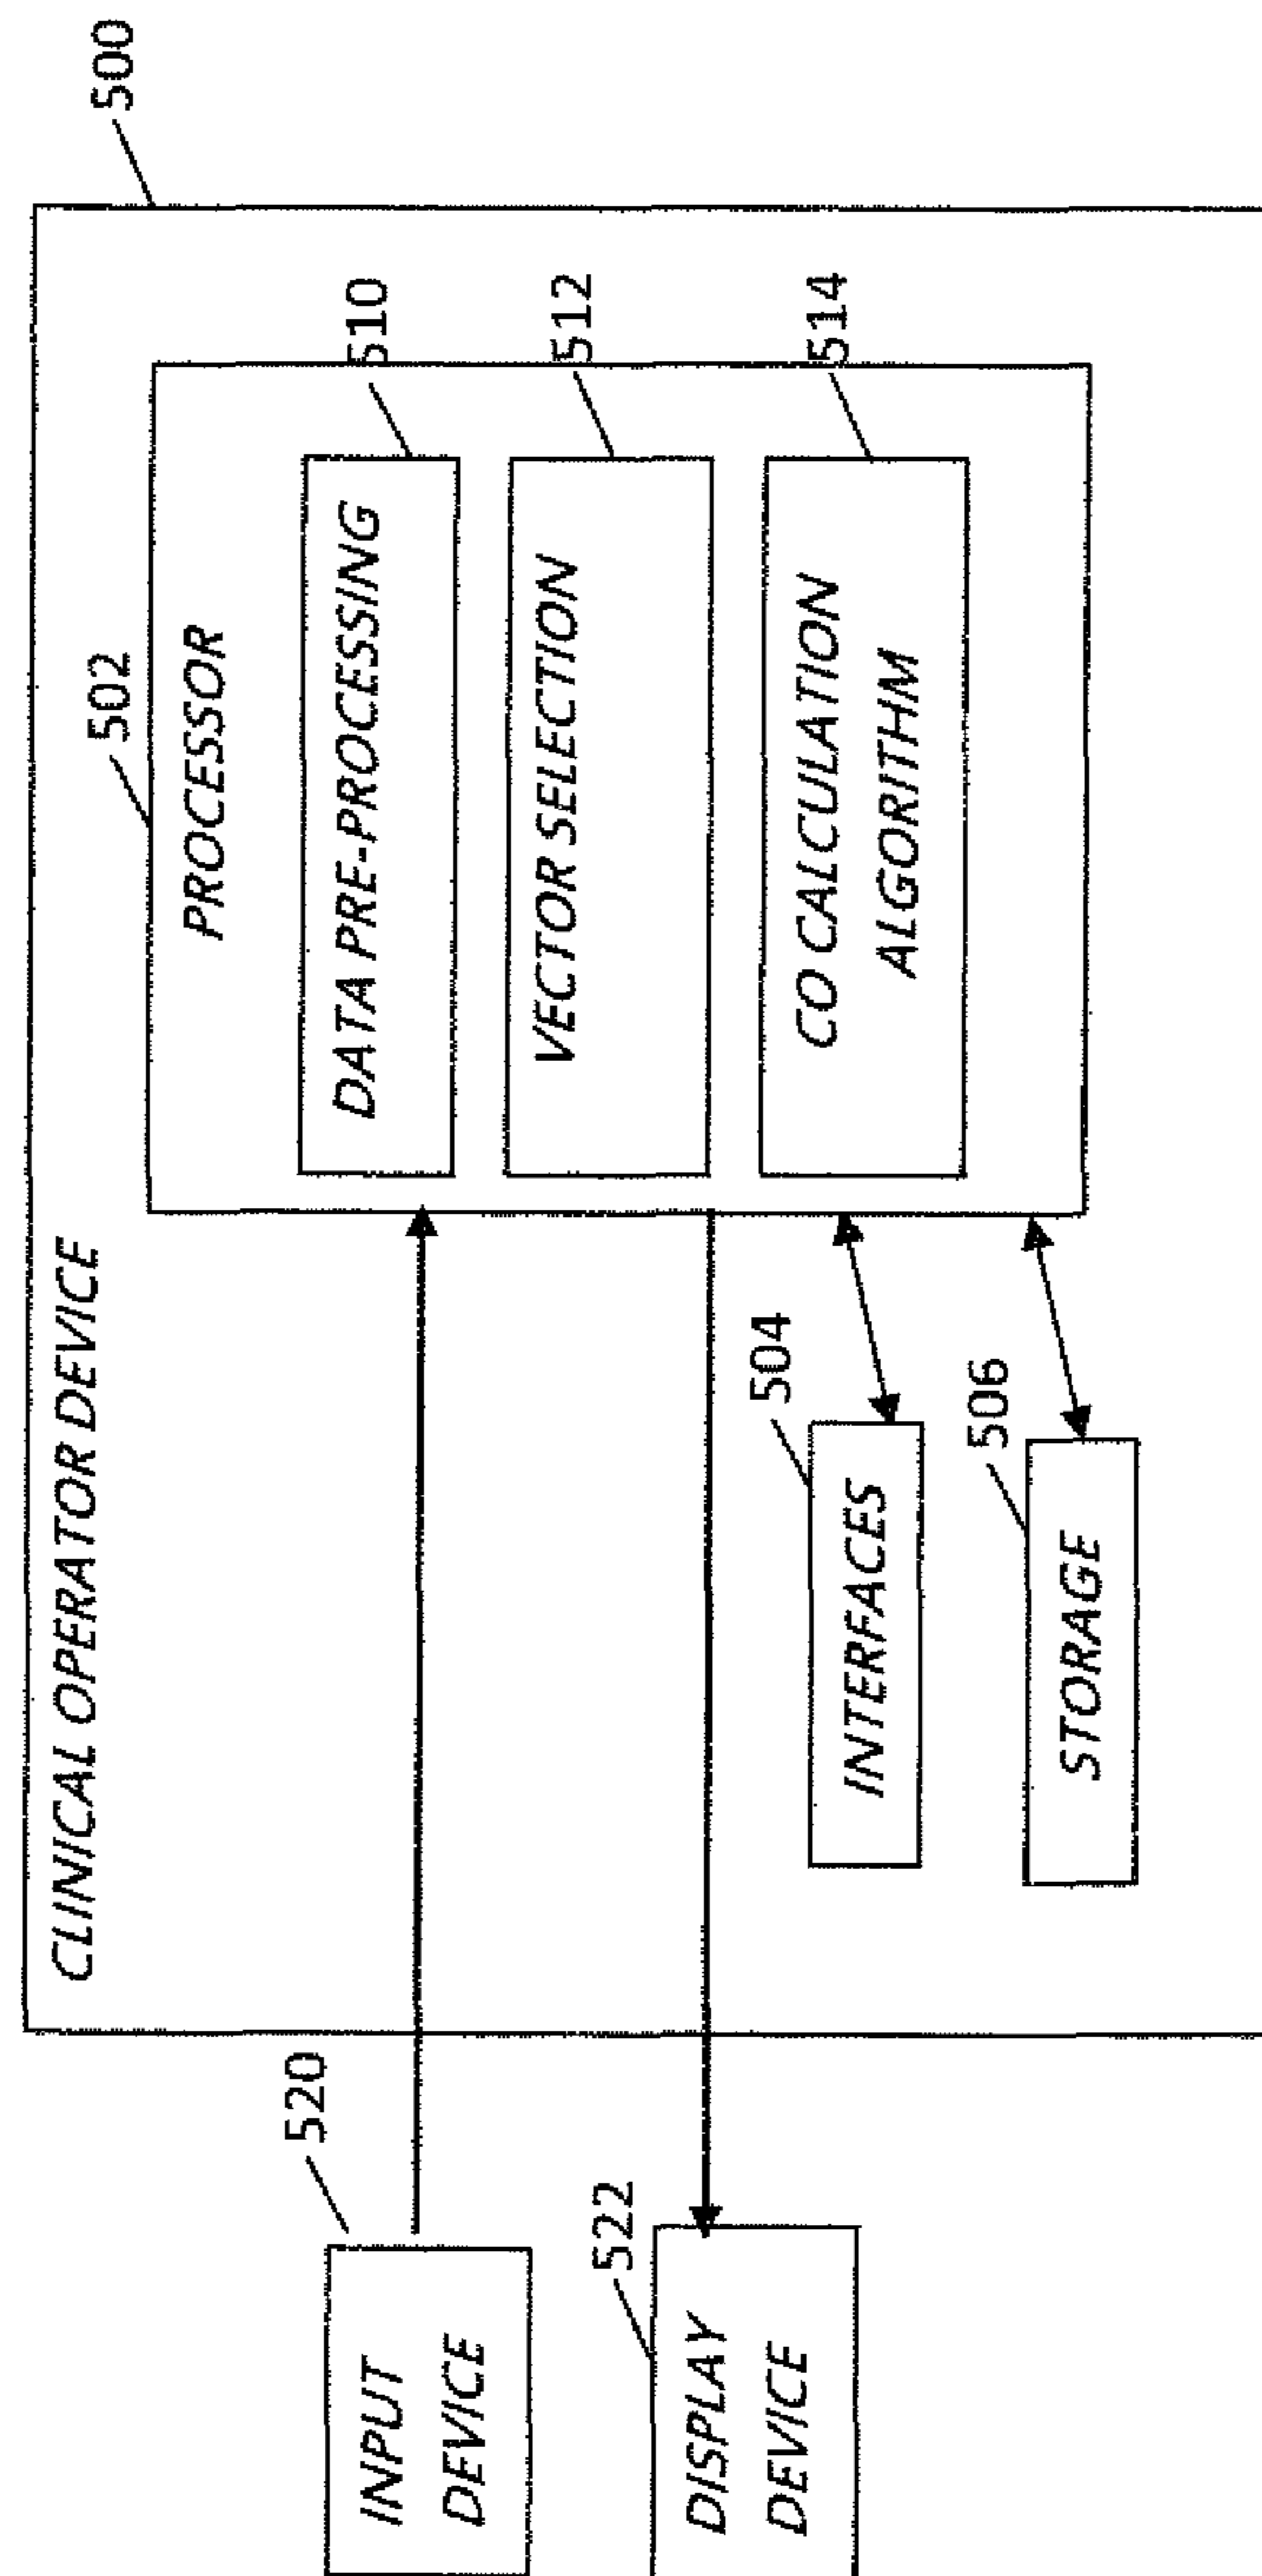 500
CLINICAL OPERATOR DEVICE
502
PROCESSOR
520
INPUT
DEVICE
510
DATA PRE-PROCESSING
512
VECTOR SELECTION
522
DISPLAY
DEVICE
514
CO CALCULATION
ALGORITHM
504
INTERFACES
506
STORAGE